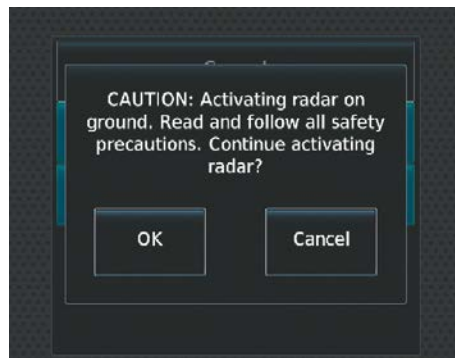 CAUTION: Activating radar on
ground. Read and follow all safety
precautions. Continue activating
radar?
OK
Cancel